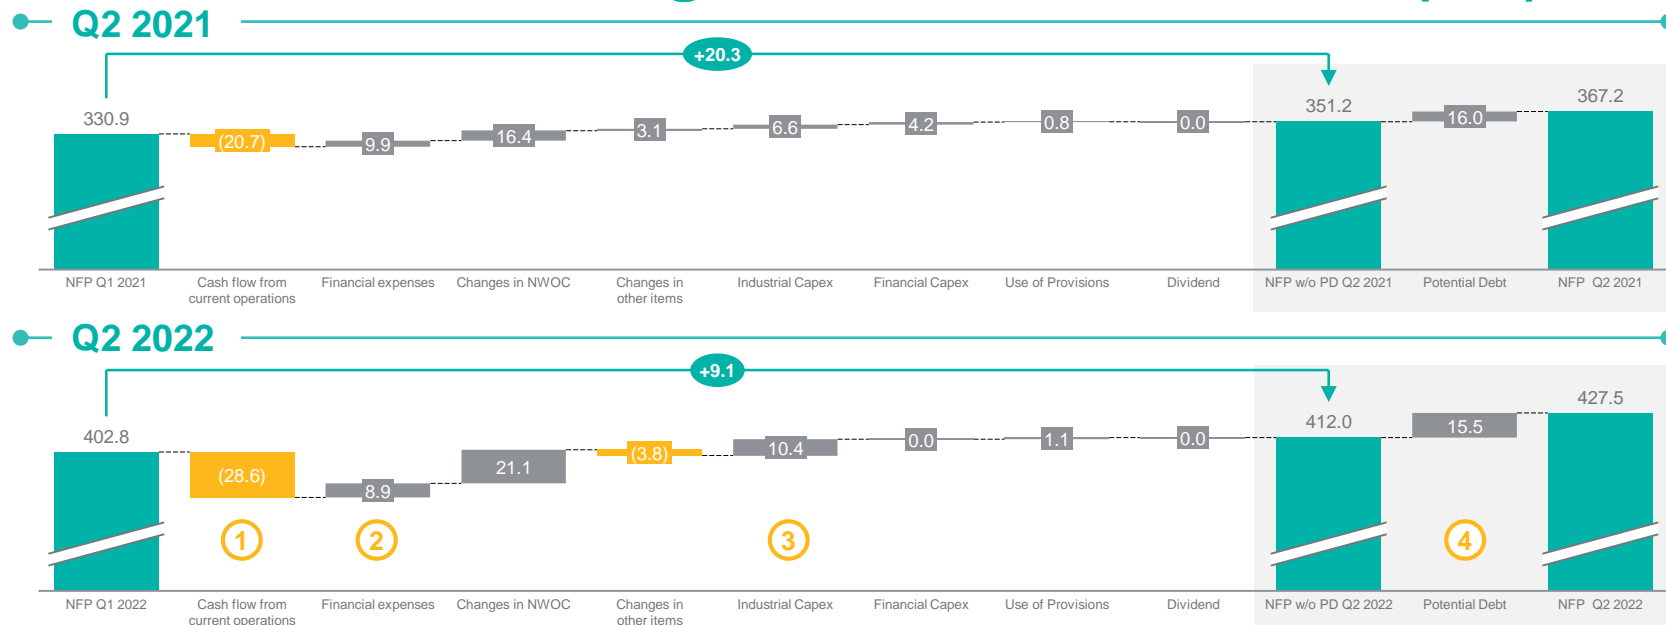 Q2 2021
+20.3
330.9
(20.7)
9.9
16.4
3.1
6.6
4.2
0.8
0.0
351.2
16.0
367.2
NFP Q1 2021
Cash flow from
current operations
Financial expenses
Changes in NWOC
Changes in
other items
Industrial Capex
Financial Capex
Use of Provisions
Dividend
NFP w/o PD Q2 2021
Potential Debt
NFP Q2 2021
Q2 2022
+9.1
402.8
(28.6)
8.9
21.1
(3.8)
10.4
0.0
1.1
0.0
412.0
15.5
427.5
1
2
3
4
NFP Q1 2022
Cash flow from
current operations
Financial expenses
Changes in NWOC
Changes in
other items
Industrial Capex
Financial Capex
Use of Provisions
Dividend
NFP w/o PD Q2 2022
Potential Debt
NFP Q2 2022